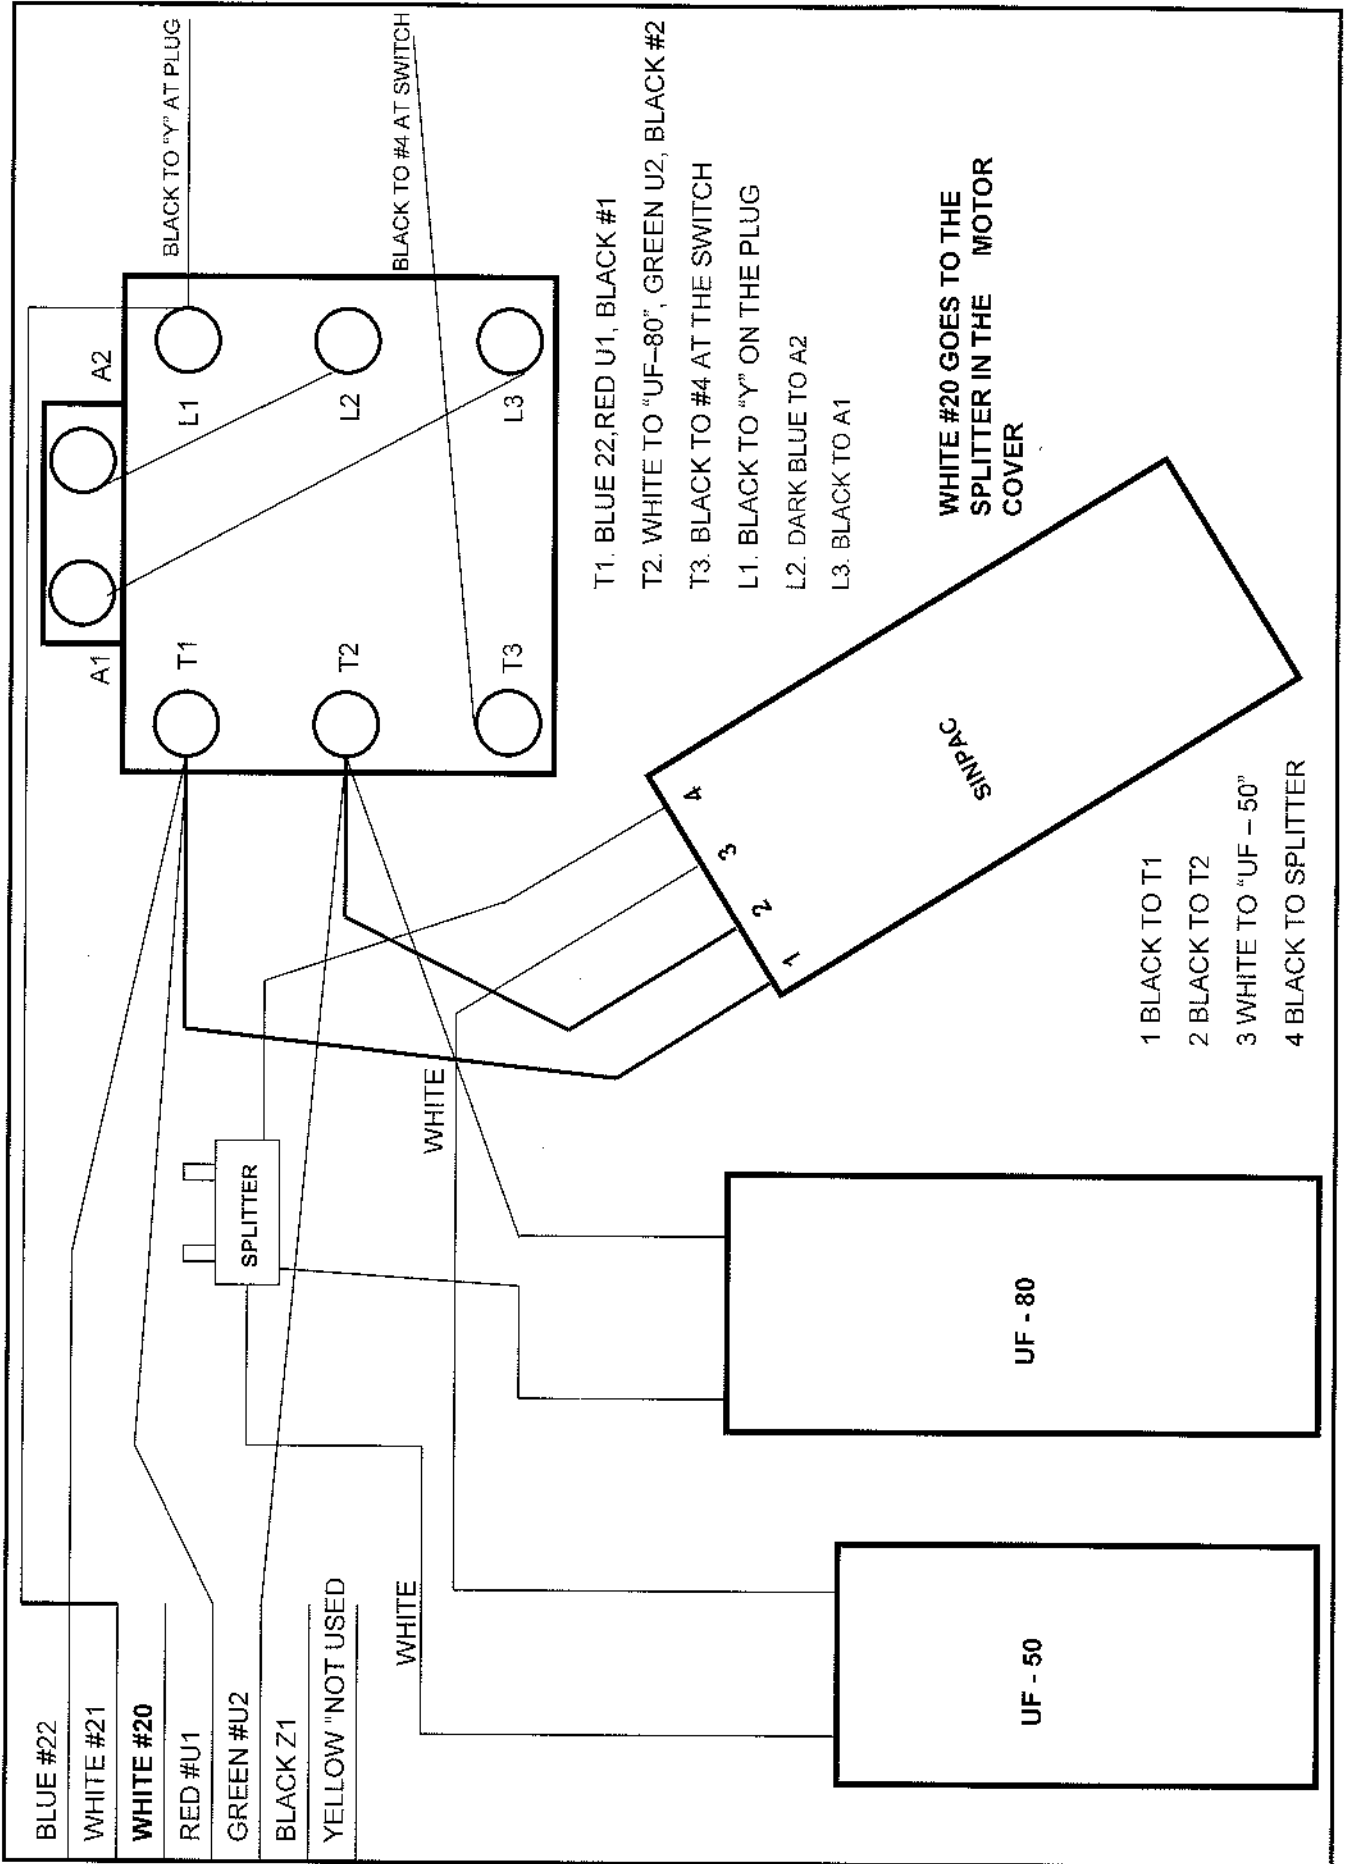 BLUE #22
WHITE #21
WHITE #20
RED #U1
GREEN #U2
BLACK Z1
YELLOW "NOT USED
WHITE
WHITE
SPLITTER
UF - 50
UF - 80
A1
A2
T1
T2
T3
L1
L2
L3
BLACK TO "Y" AT PLUG
BLACK TO #4 AT SWITCH
T1. BLUE 22,RED U1, BLACK #1
T2. WHITE TO "UF–80", GREEN U2, BLACK #2
T3. BLACK TO #4 AT THE SWITCH
L1. BLACK TO "Y" ON THE PLUG
L2. DARK BLUE TO A2
L3. BLACK TO A1
1
2
3
4
SINPAC
WHITE #20 GOES TO THE
SPLITTER IN THE MOTOR
COVER
1 BLACK TO T1
2 BLACK TO T2
3 WHITE TO "UF – 50"
4 BLACK TO SPLITTER